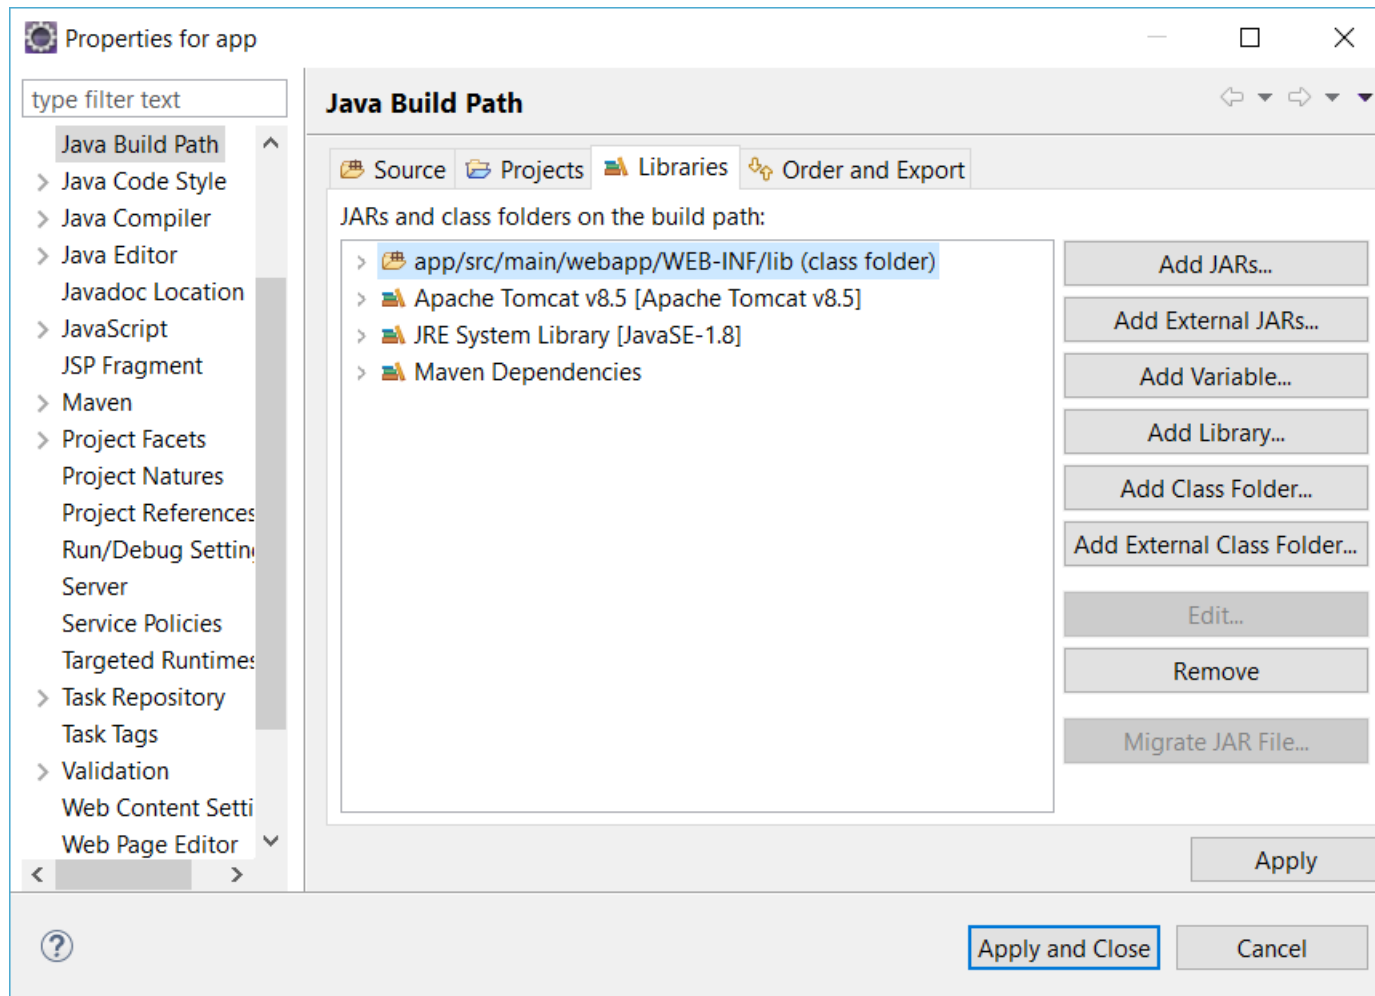 Properties for app
type filter text
Java Build Path
Java Code Style
Java Compiler
Java Editor
Javadoc Location
JavaScript
JSP Fragment
Maven
Project Facets
Project Natures
Project References
Run/Debug Settin
Server
Service Policies
Targeted Runtimes
Task Repository
Task Tags
Validation
Web Content Setti
Web Page Editor
Java Build Path
Source
Projects
Libraries
Order and Export
JARs and class folders on the build path:
app/src/main/webapp/WEB-INF/lib (class folder)
Apache Tomcat v8.5 [Apache Tomcat v8.5]
JRE System Library [JavaSE-1.8]
Maven Dependencies
Add JARs...
Add External JARs...
Add Variable...
Add Library...
Add Class Folder...
Add External Class Folder...
Edit...
Remove
Migrate JAR File...
Apply
?
Apply and Close
Cancel